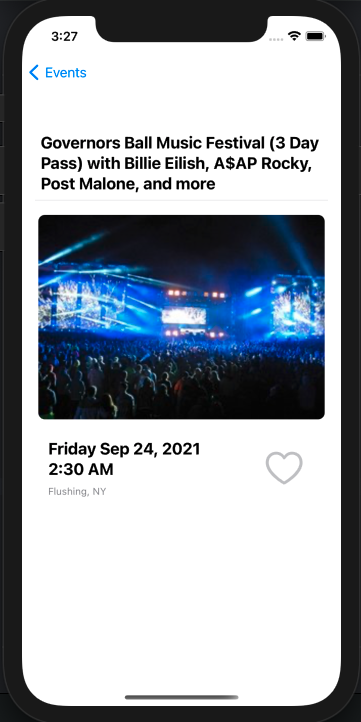 3:27
Events
Governors Ball Music Festival (3 Day
Pass) with Billie Eilish, A$AP Rocky,
Post Malone, and more
Friday Sep 24, 2021
2:30 AM
Flushing, NY